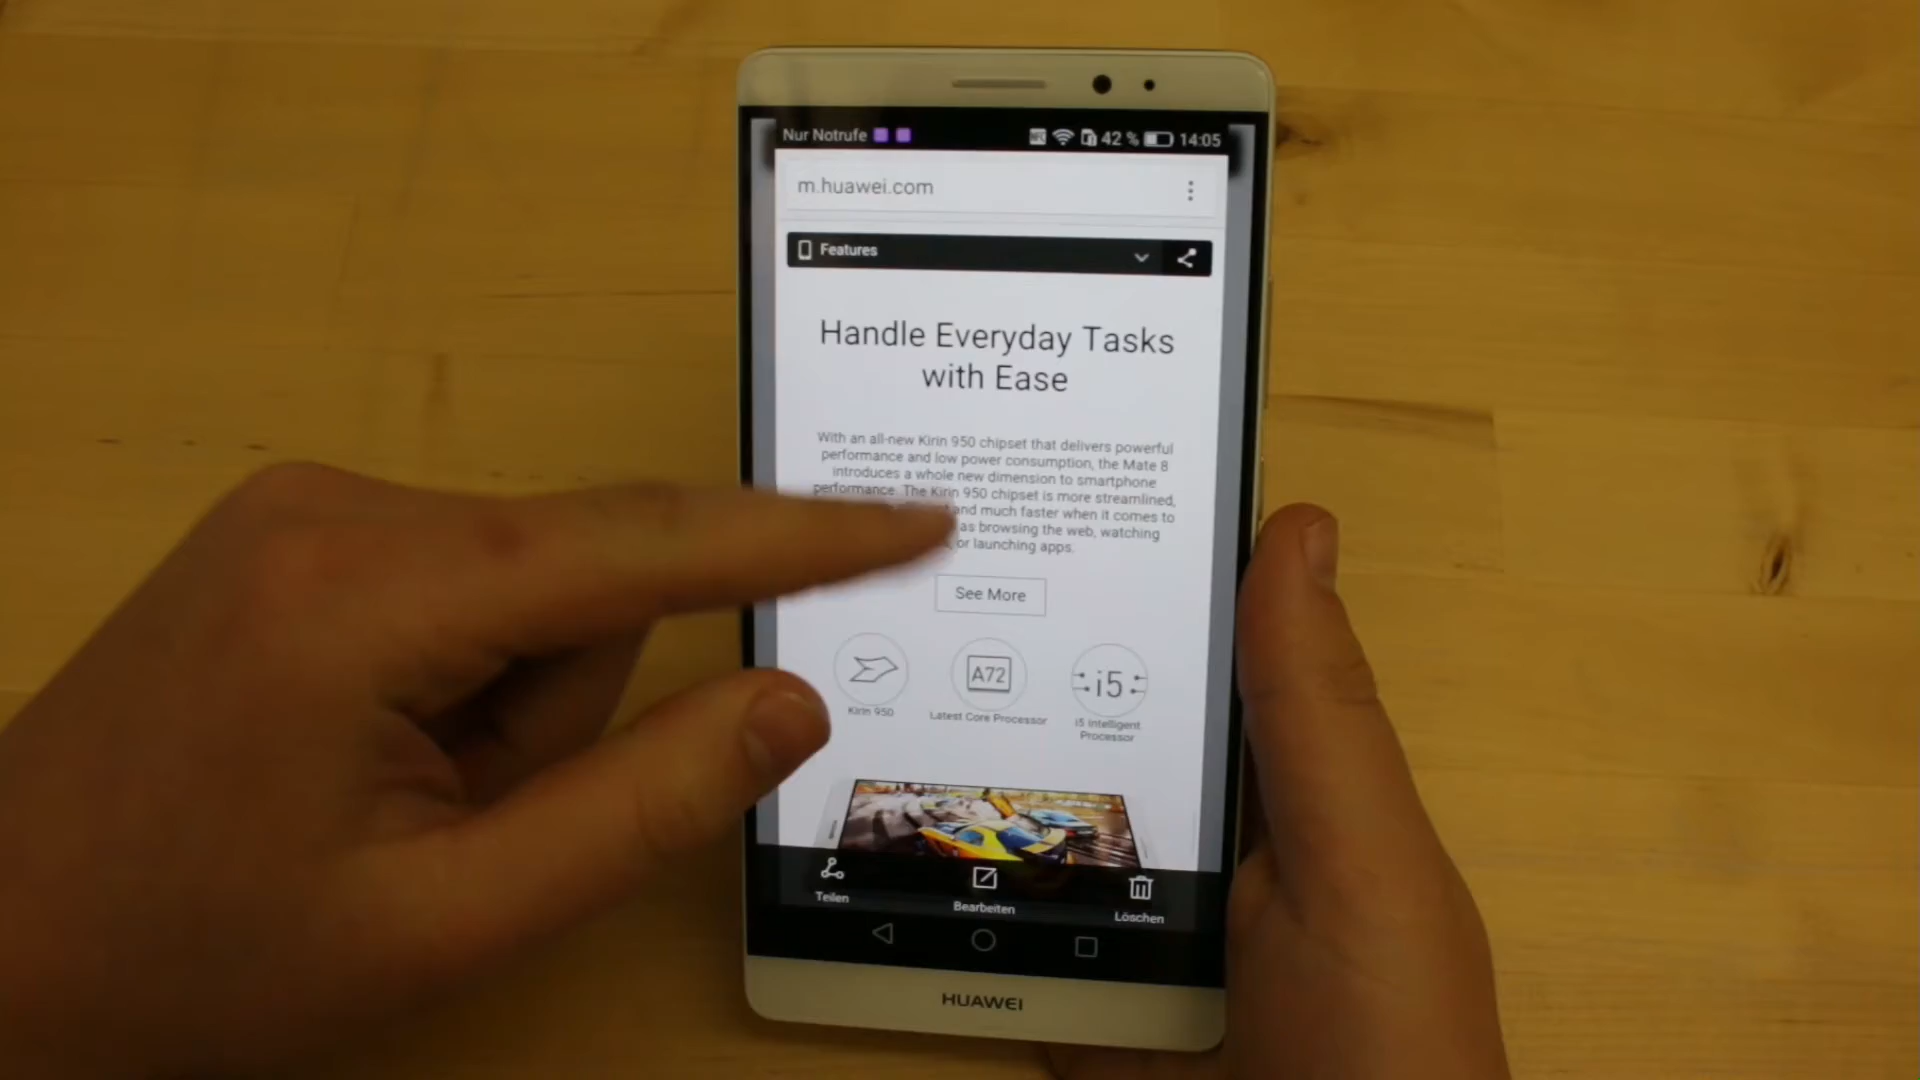 Nur Notrufe
42 %
14:05
m.huawei.com
Features
Handle Everyday Tasks
with Ease
With an all-new Kirin 950 chipset that delivers powerful
performance and low power consumption, the Mate 8
introduces a whole new dimension to smartphone
performance. The Kirin 950 chipset is more streamlined,
and much faster when it comes to
as browsing the web, watching
or launching apps.
See More
A72
i5
Kirin 950
Latest Core Processor
i5 Intelligent
Processor
Teilen
Bearbeiten
Löschen
HUAWEI